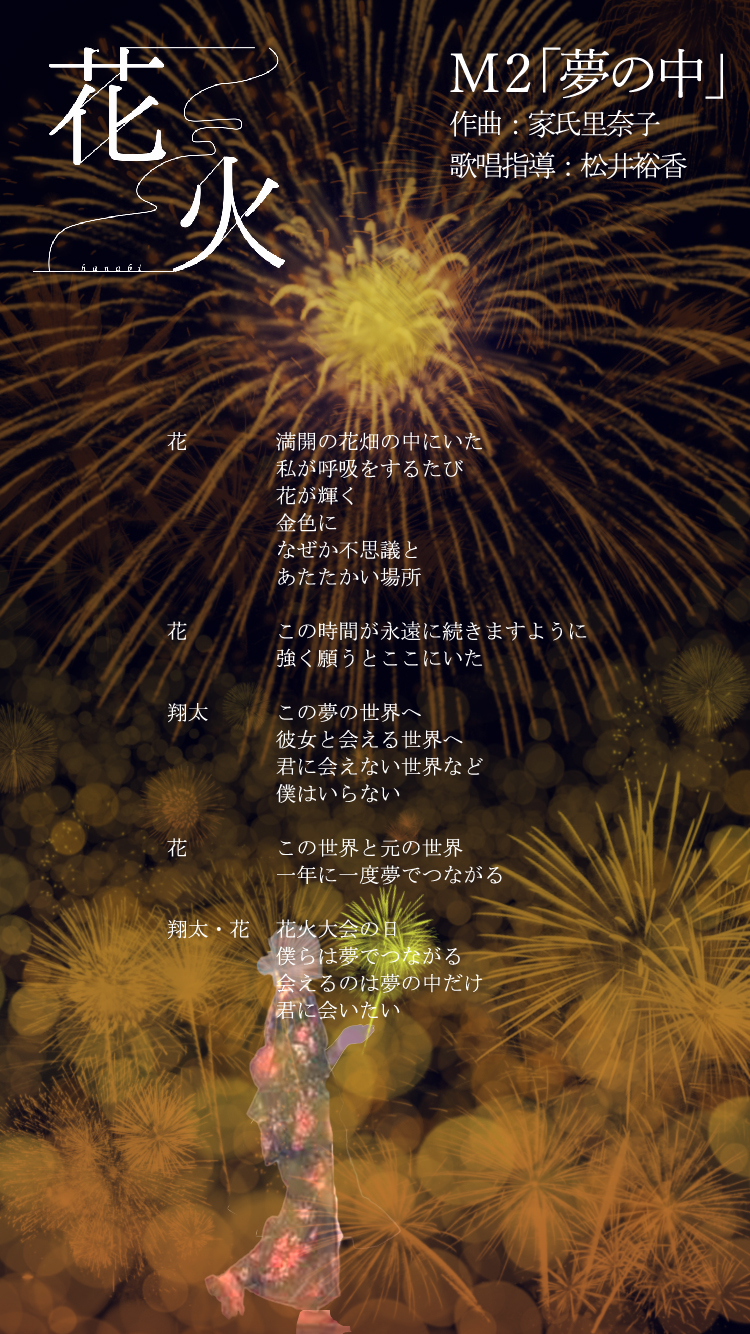 花火
hanabi
M2「夢の中」
作曲：家氏里奈子
歌唱指導：松井裕香
花 満開の花畑の中にいた
私が呼吸をするたび
花が輝く
金色に
なぜか不思議と
あたたかい場所
花 この時間が永遠に続きますように
強く願うとここにいた
翔太 この夢の世界へ
彼女と会える世界へ
君に会えない世界など
僕はいらない
花 この世界と元の世界
一年に一度夢でつながる
翔太・花 花火大会の日
僕らは夢でつながる
会えるのは夢の中だけ
君に会いたい